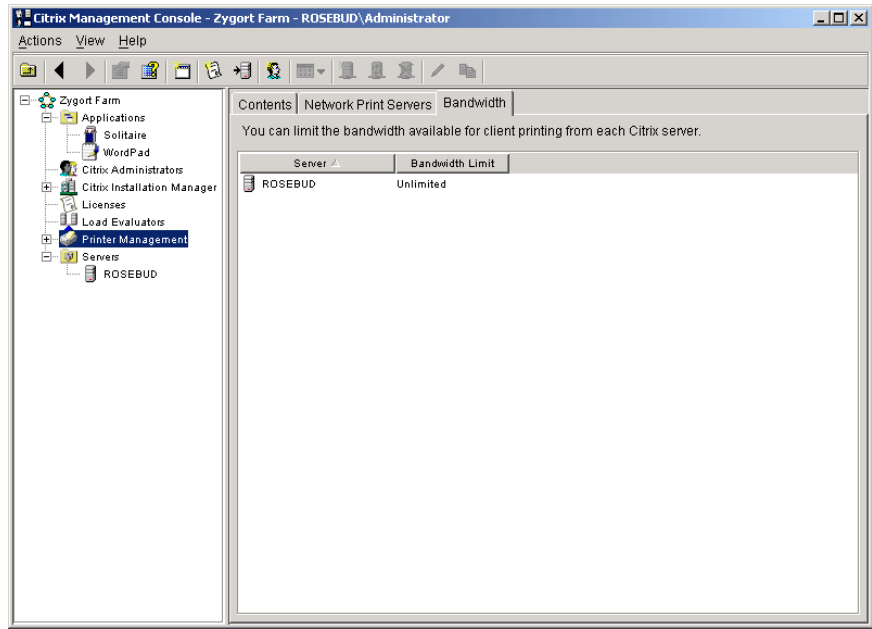 Citrix Management Console - Zygort Farm - ROSEBUD\Administrator
Actions View Help
Zygort Farm
Applications
Solitaire
WordPad
Citrix Administrators
Citrix Installation Manager
Licenses
Load Evaluators
Printer Management
Servers
ROSEBUD
Contents Network Print Servers Bandwidth
You can limit the bandwidth available for client printing from each Citrix server.
Server Bandwidth Limit
ROSEBUD Unlimited